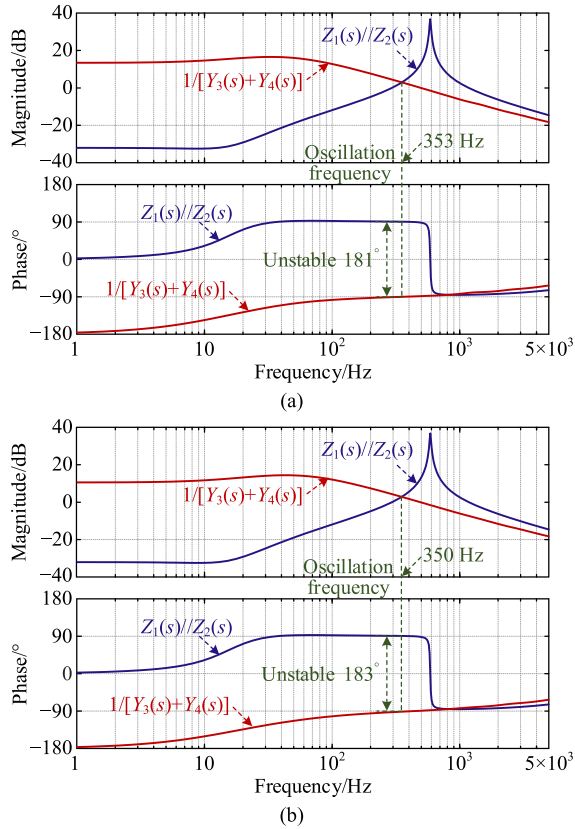 40
20
0
−20
−40
Magnitude/dB
Z₁(s)//Z₂(s)
1/[Y₃(s)+Y₄(s)]
Oscillation
frequency
353 Hz
180
90
0
−90
−180
Phase/°
Z₁(s)//Z₂(s)
Unstable 181°
1/[Y₃(s)+Y₄(s)]
1
10
10²
10³
5×10³
Frequency/Hz
(a)
40
20
0
−20
−40
Magnitude/dB
Z₁(s)//Z₂(s)
1/[Y₃(s)+Y₄(s)]
Oscillation
frequency
350 Hz
180
90
0
−90
−180
Phase/°
Z₁(s)//Z₂(s)
Unstable 183°
1/[Y₃(s)+Y₄(s)]
1
10
10²
10³
5×10³
Frequency/Hz
(b)